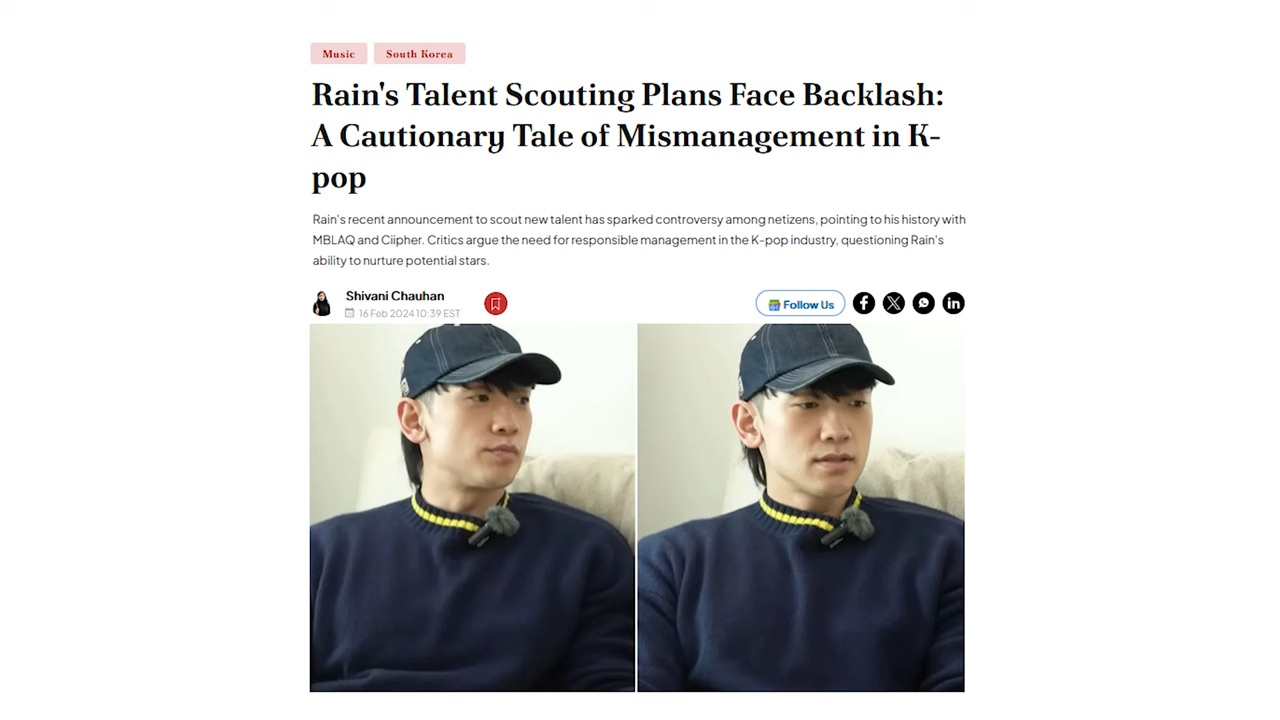 Music South Korea
Rain's Talent Scouting Plans Face Backlash:
A Cautionary Tale of Mismanagement in K-
pop
Rain's recent announcement to scout new talent has sparked controversy among netizens, pointing to his history with
MBLAQ and Ciipher. Critics argue the need for responsible management in the K-pop industry, questioning Rain's
ability to nurture potential stars.
Shivani Chauhan
16 Feb 2024 10:39 EST
Follow Us